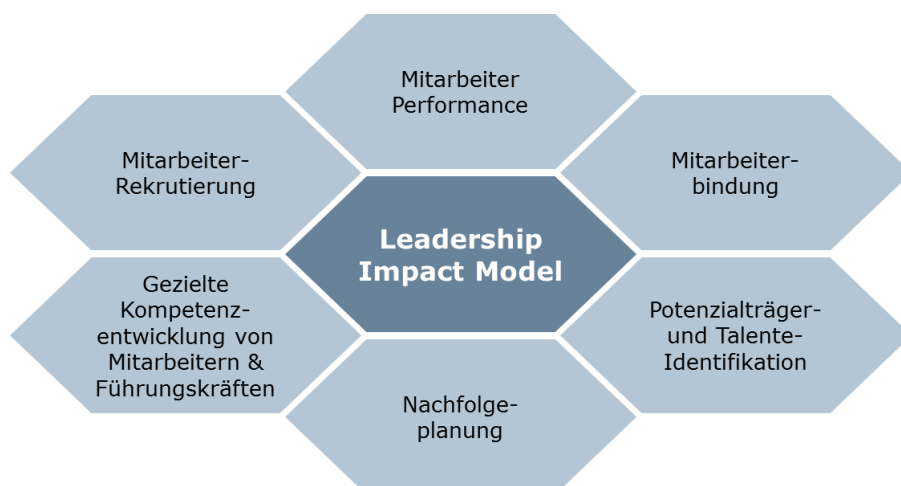 Mitarbeiter
Performance
Mitarbeiter-
Rekrutierung
Mitarbeiter-
bindung
Leadership
Impact Model
Gezielte
Kompetenz-
entwicklung von
Mitarbeitern &
Führungskräften
Potenzialträger-
und Talente-
Identifikation
Nachfolge-
planung